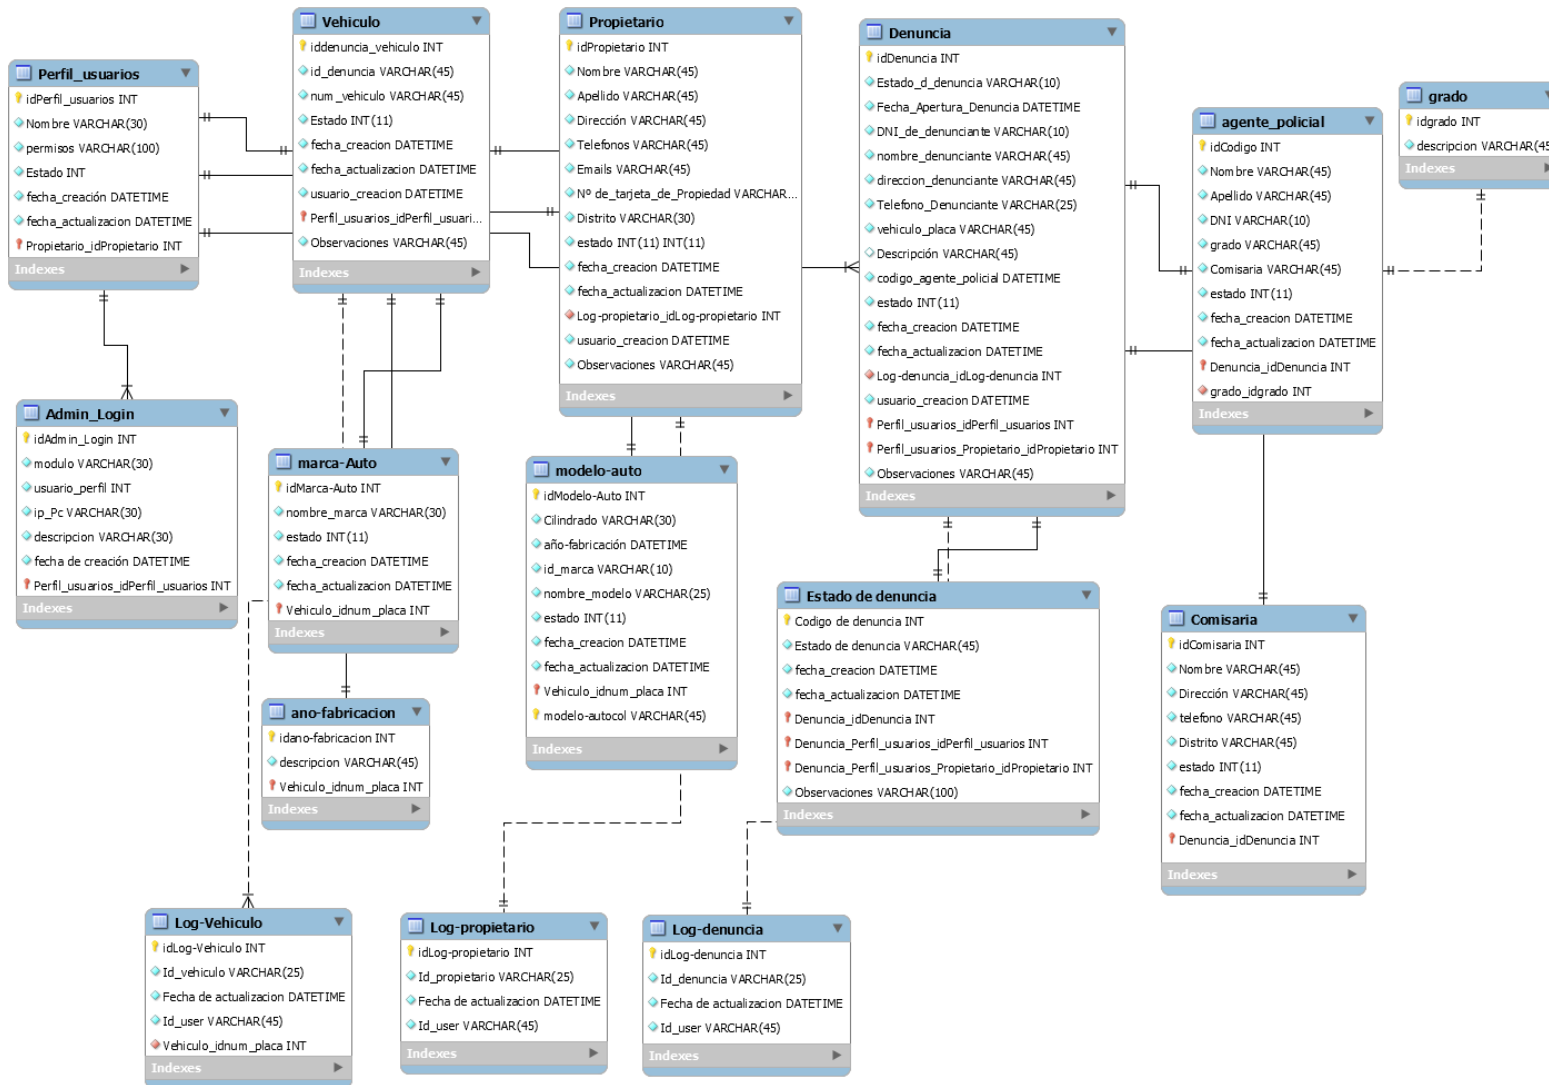 Perfil_usuarios
idPerfil_usuarios INT
Nombre VARCHAR(30)
permisos VARCHAR(100)
Estado INT
fecha_creación DATETIME
fecha_actualizacion DATETIME
Propietario_idPropietario INT
Indexes
Vehiculo
iddenuncia_vehiculo INT
id_denuncia VARCHAR(45)
num_vehiculo VARCHAR(45)
Estado INT(11)
fecha_creacion DATETIME
fecha_actualizacion DATETIME
usuario_creacion DATETIME
Perfil_usuarios_idPerfil_usuari...
Observaciones VARCHAR(45)
Indexes
Propietario
idPropietario INT
Nombre VARCHAR(45)
Apellido VARCHAR(45)
Dirección VARCHAR(45)
Telefonos VARCHAR(45)
Emails VARCHAR(45)
Nº de_tarjeta_de_Propiedad VARCHAR...
Distrito VARCHAR(30)
estado INT(11) INT(11)
fecha_creacion DATETIME
fecha_actualizacion DATETIME
Log-propietario_idLog-propietario INT
usuario_creacion DATETIME
Observaciones VARCHAR(45)
Indexes
Denuncia
idDenuncia INT
Estado_d_denuncia VARCHAR(10)
Fecha_Apertura_Denuncia DATETIME
DNI_de_denunciante VARCHAR(10)
nombre_denunciante VARCHAR(45)
direccion_denunciante VARCHAR(45)
Telefono_Denunciante VARCHAR(25)
vehiculo_placa VARCHAR(45)
Descripción VARCHAR(45)
codigo_agente_policial DATETIME
estado INT(11)
fecha_creacion DATETIME
fecha_actualizacion DATETIME
Log-denuncia_idLog-denuncia INT
usuario_creacion DATETIME
Perfil_usuarios_idPerfil_usuarios INT
Perfil_usuarios_Propietario_idPropietario INT
Observaciones VARCHAR(45)
Indexes
agente_policial
idCodigo INT
Nombre VARCHAR(45)
Apellido VARCHAR(45)
DNI VARCHAR(10)
grado VARCHAR(45)
Comisaria VARCHAR(45)
estado INT(11)
fecha_creacion DATETIME
fecha_actualizacion DATETIME
Denuncia_idDenuncia INT
grado_idgrado INT
Indexes
grado
idgrado INT
descripcion VARCHAR(45
Indexes
Admin_Login
idAdmin_Login INT
modulo VARCHAR(30)
usuario_perfil INT
ip_Pc VARCHAR(30)
descripcion VARCHAR(30)
fecha de creación DATETIME
Perfil_usuarios_idPerfil_usuarios INT
Indexes
marca-Auto
idMarca-Auto INT
nombre_marca VARCHAR(30)
estado INT(11)
fecha_creacion DATETIME
fecha_actualizacion DATETIME
Vehiculo_idnum_placa INT
Indexes
modelo-auto
idModelo-Auto INT
Cilindrado VARCHAR(30)
año-fabricación DATETIME
id_marca VARCHAR(10)
nombre_modelo VARCHAR(25)
estado INT(11)
fecha_creacion DATETIME
fecha_actualizacion DATETIME
Vehiculo_idnum_placa INT
modelo-autocol VARCHAR(45)
Indexes
Estado de denuncia
Codigo de denuncia INT
Estado de denuncia VARCHAR(45)
fecha_creacion DATETIME
fecha_actualizacion DATETIME
Denuncia_idDenuncia INT
Denuncia_Perfil_usuarios_idPerfil_usuarios INT
Denuncia_Perfil_usuarios_Propietario_idPropietario INT
Observaciones VARCHAR(100)
Indexes
Comisaria
idComisaria INT
Nombre VARCHAR(45)
Dirección VARCHAR(45)
telefono VARCHAR(45)
Distrito VARCHAR(45)
estado INT(11)
fecha_creacion DATETIME
fecha_actualizacion DATETIME
Denuncia_idDenuncia INT
Indexes
ano-fabricacion
idano-fabricacion INT
descripcion VARCHAR(45)
Vehiculo_idnum_placa INT
Indexes
Log-Vehiculo
idLog-Vehiculo INT
Id_vehiculo VARCHAR(25)
Fecha de actualizacion DATETIME
Id_user VARCHAR(45)
Vehiculo_idnum_placa INT
Indexes
Log-propietario
idLog-propietario INT
Id_propietario VARCHAR(25)
Fecha de actualizacion DATETIME
Id_user VARCHAR(45)
Indexes
Log-denuncia
idLog-denuncia INT
Id_denuncia VARCHAR(25)
Fecha de actualizacion DATETIME
Id_user VARCHAR(45)
Indexes